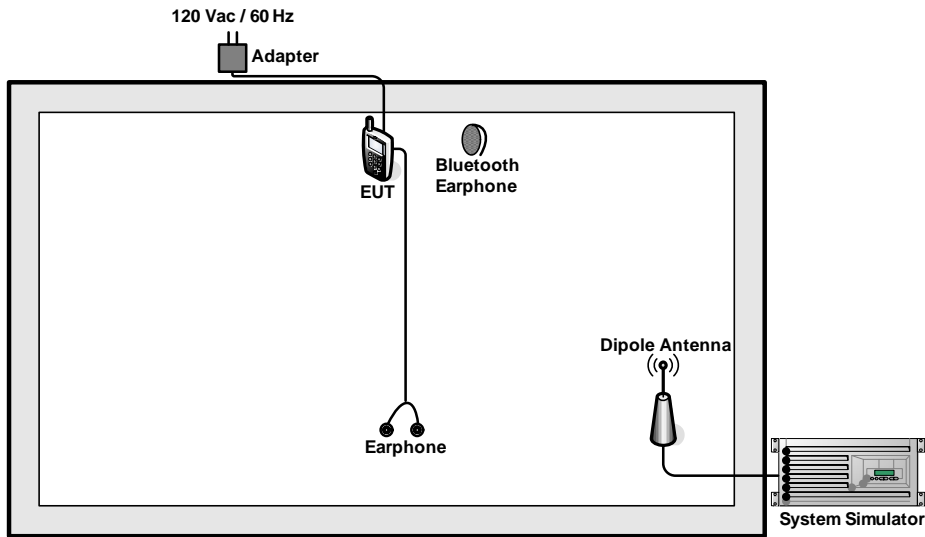 120 Vac / 60 Hz
Adapter
EUT
Bluetooth
Earphone
Dipole Antenna
Earphone
System Simulator